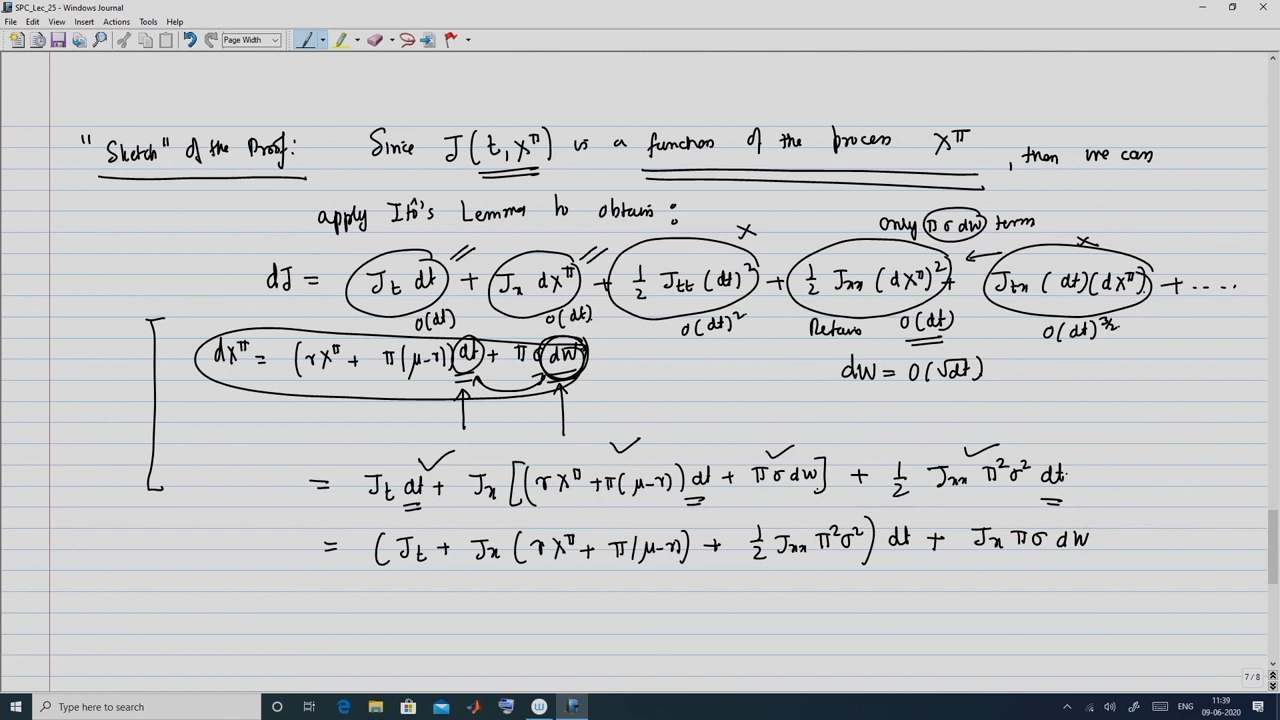 SPC_Lec_25 - Windows Journal
File Edit View Insert Actions Tools Help
Page Width
"Sketch" of the Proof: Since J(t, X^π) is a function of the process X^π, then we can
apply Itô's Lemma to obtain:
only πσdW term
dJ = J_t dt + J_x dX^π + 1/2 J_tt (dt)^2 + 1/2 J_xx (dX^π)^2 + J_tx (dt)(dX^π) + ....
O(dt) O(dt) O(dt)^2 Retain O(dt) O(dt)^3/2
dX^π = (rX^π + π(μ-r)) dt + πσ dW
dW = O(√dt)
= J_t dt + J_x [(rX^π + π(μ-r)) dt + πσ dW] + 1/2 J_xx π^2σ^2 dt
= (J_t + J_x (rX^π + π(μ-r)) + 1/2 J_xx π^2σ^2) dt + J_x πσ dW
7 / 8
Type here to search
ENG
11:39
09-06-2020